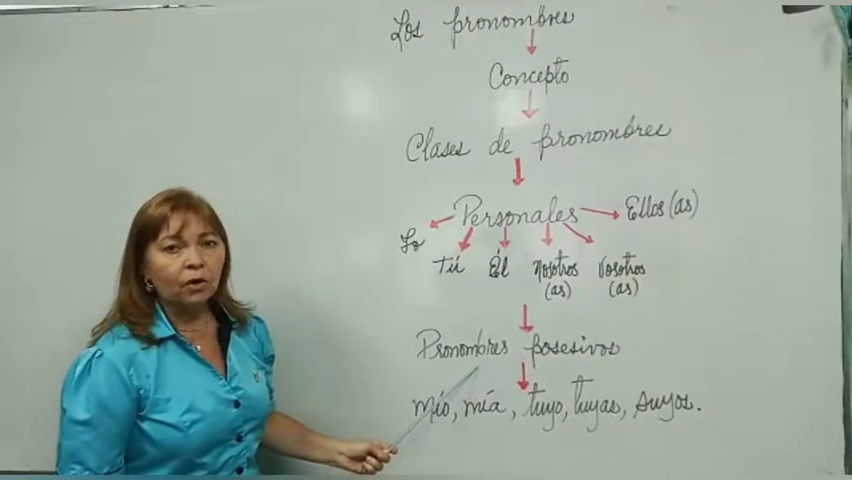 Los pronombres
Concepto
Clases de pronombres
Personales
Yo Tú Él Nosotros (as) Vosotros (as) Ellos (as)
Pronombres posesivos
Mío, mía, tuyo, tuyas, suyos.